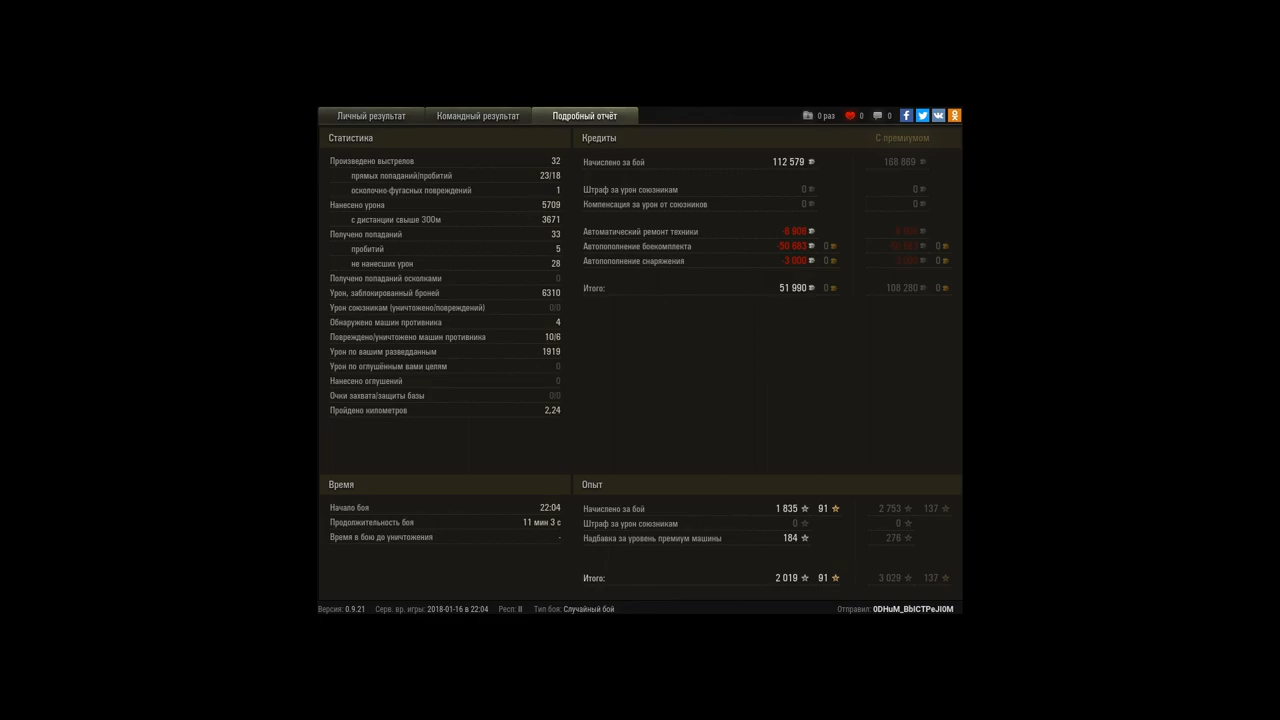 Личный результат Командный результат Подробный отчёт 0 раз 0 0
Статистика
Произведено выстрелов 32
прямых попаданий/пробитий 23/18
осколочно-фугасных повреждений 1
Нанесено урона 5709
с дистанции свыше 300м 3671
Получено попаданий 33
пробитий 5
не нанесших урон 28
Получено попаданий осколками 0
Урон, заблокированный броней 6310
Урон союзникам (уничтожено/повреждений) 0/0
Обнаружено машин противника 4
Повреждено/уничтожено машин противника 10/6
Урон по вашим разведданным 1919
Урон по оглушённым вами целям 0
Нанесено оглушений 0
Очки захвата/защиты базы 0/0
Пройдено километров 2,24
Кредиты С премиумом
Начислено за бой 112 579 168 869
Штраф за урон союзникам 0 0
Компенсация за урон от союзников 0 0
Автоматический ремонт техники -6 906
Автопополнение боекомплекта -50 683 0 0
Автопополнение снаряжения -3 000 0 0
Итого: 51 990 0 108 280 0
Время
Начало боя 22:04
Продолжительность боя 11 мин 3 с
Время в бою до уничтожения -
Опыт
Начислено за бой 1 835 91 2 753 137
Штраф за урон союзникам 0 0
Надбавка за уровень премиум машины 184 276
Итого: 2 019 91 3 029 137
Версия: 0.9.21 Серв. вр. игры: 2018-01-16 в 22:04 Респ: II Тип боя: Случайный бой Отправил: 0DHuM_BbICTPeJI0M